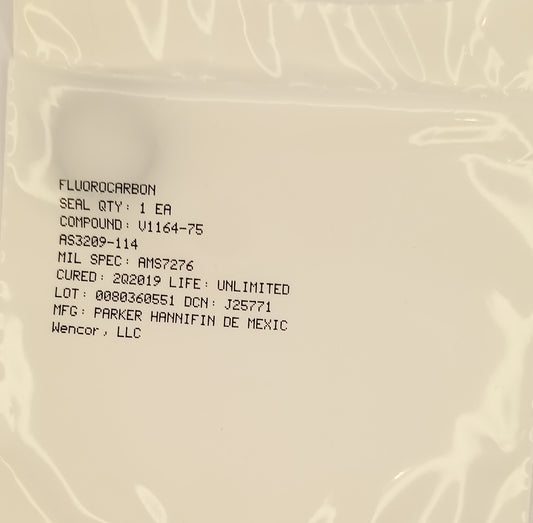 FLUOROCARBON
SEAL QTY: 1 EA
COMPOUND: V1164-75
AS3209-114
MIL SPEC: AMS7276
CURED: 2Q2019 LIFE: UNLIMITED
LOT: 0080360551 DCN: J25771
MFG: PARKER HANNIFIN DE MEXIC
Wencor, LLC